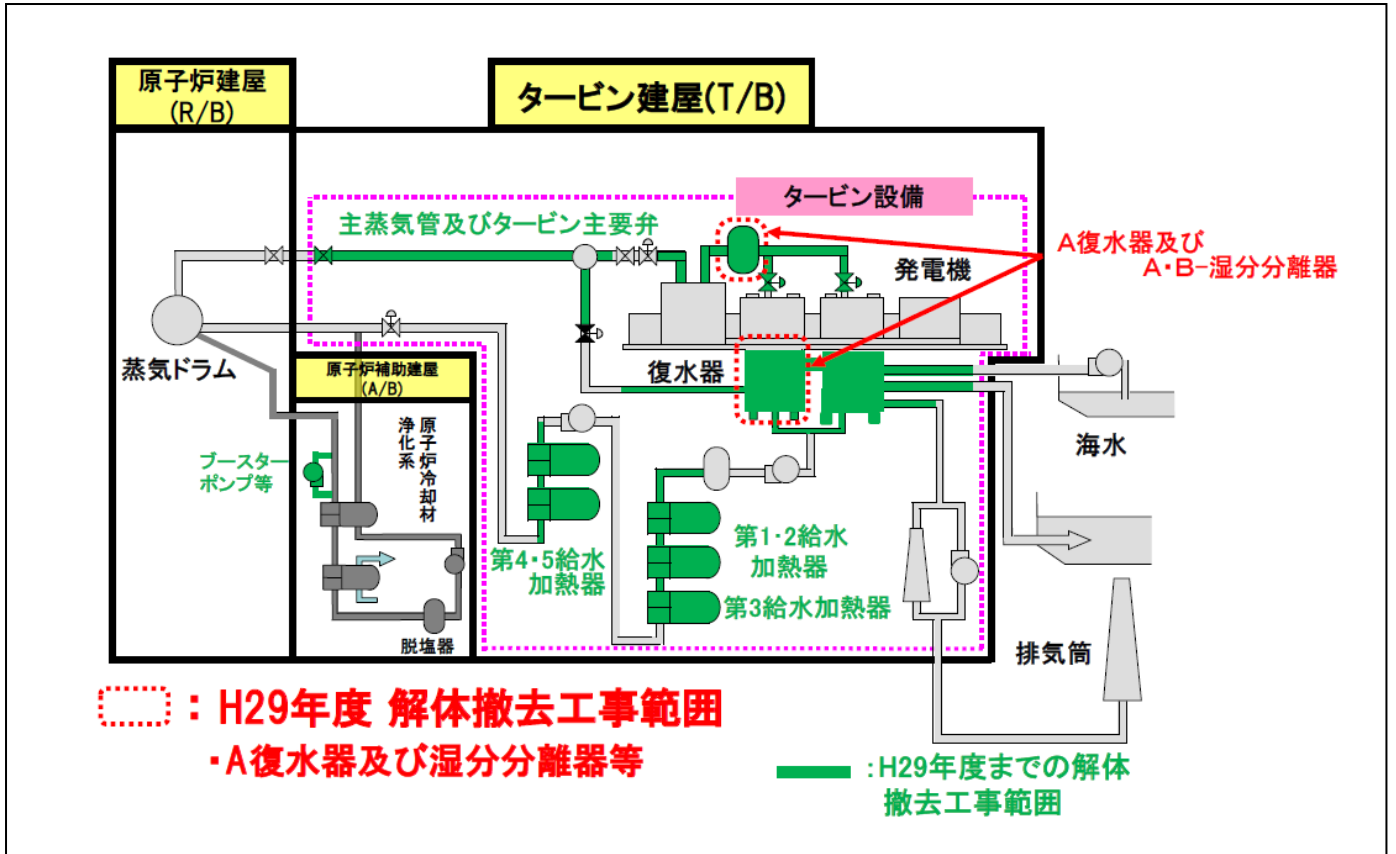 原子炉建屋
(R/B)
タービン建屋(T/B)
タービン設備
主蒸気管及びタービン主要弁
A復水器及び
A・B-湿分分離器
発電機
蒸気ドラム
原子炉補助建屋
(A/B)
復水器
原子炉冷却材
浄化系
ブースター
ポンプ等
海水
第4・5給水
加熱器
第1・2給水
加熱器
第3給水加熱器
脱塩器
排気筒
：H29年度 解体撤去工事範囲
・A復水器及び湿分分離器等
：H29年度までの解体
撤去工事範囲